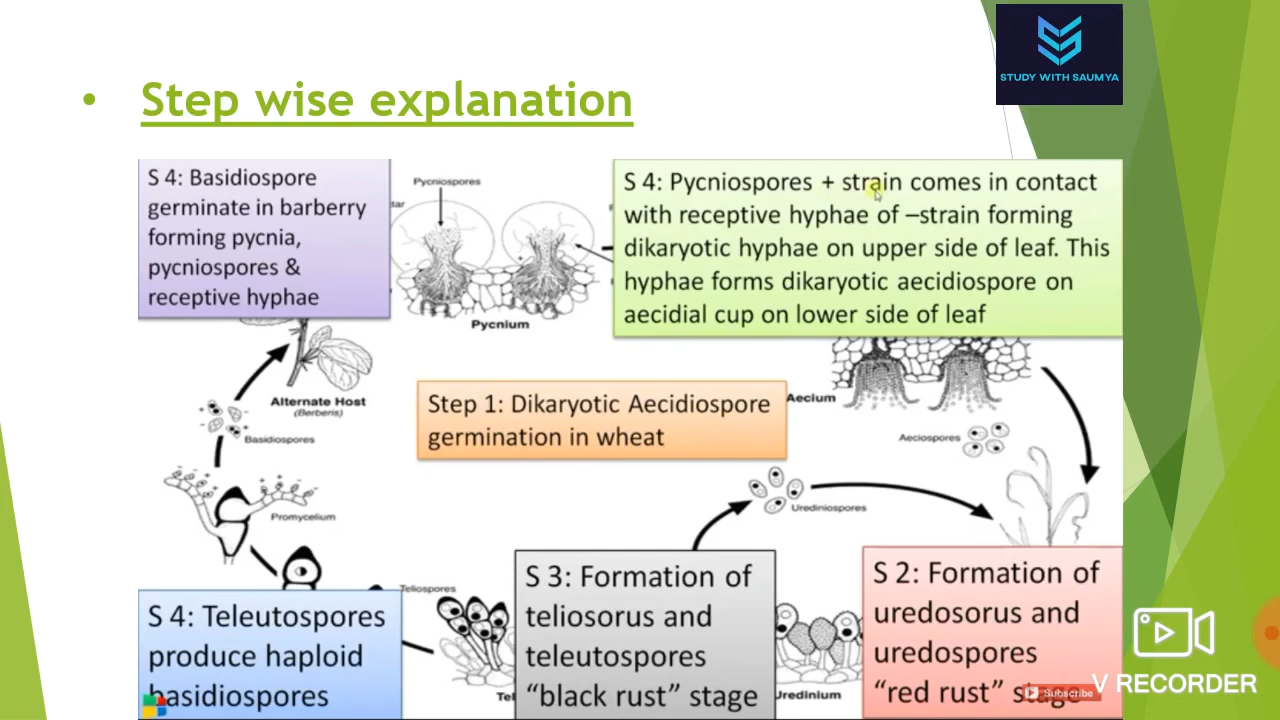 STUDY WITH SAUMYA
• Step wise explanation
S 4: Basidiospore
germinate in barberry
forming pycnia,
pycniospores &
receptive hyphae
Pycniospores
tar
Pycnium
S 4: Pycniospores + strain comes in contact
with receptive hyphae of –strain forming
dikaryotic hyphae on upper side of leaf. This
hyphae forms dikaryotic aecidiospore on
aecidial cup on lower side of leaf
Alternate Host
(Berberis)
Step 1: Dikaryotic Aecidiospore
germination in wheat
Aecium
Basidiospores
Aeciospores
Promycelium
Urediniospores
Teliospores
S 4: Teleutospores
produce haploid
basidiospores
Tel
S 3: Formation of
teliosorus and
teleutospores
“black rust” stage
Uredinium
S 2: Formation of
uredosorus and
uredospores
“red rust” stage
Subscribe
V RECORDER